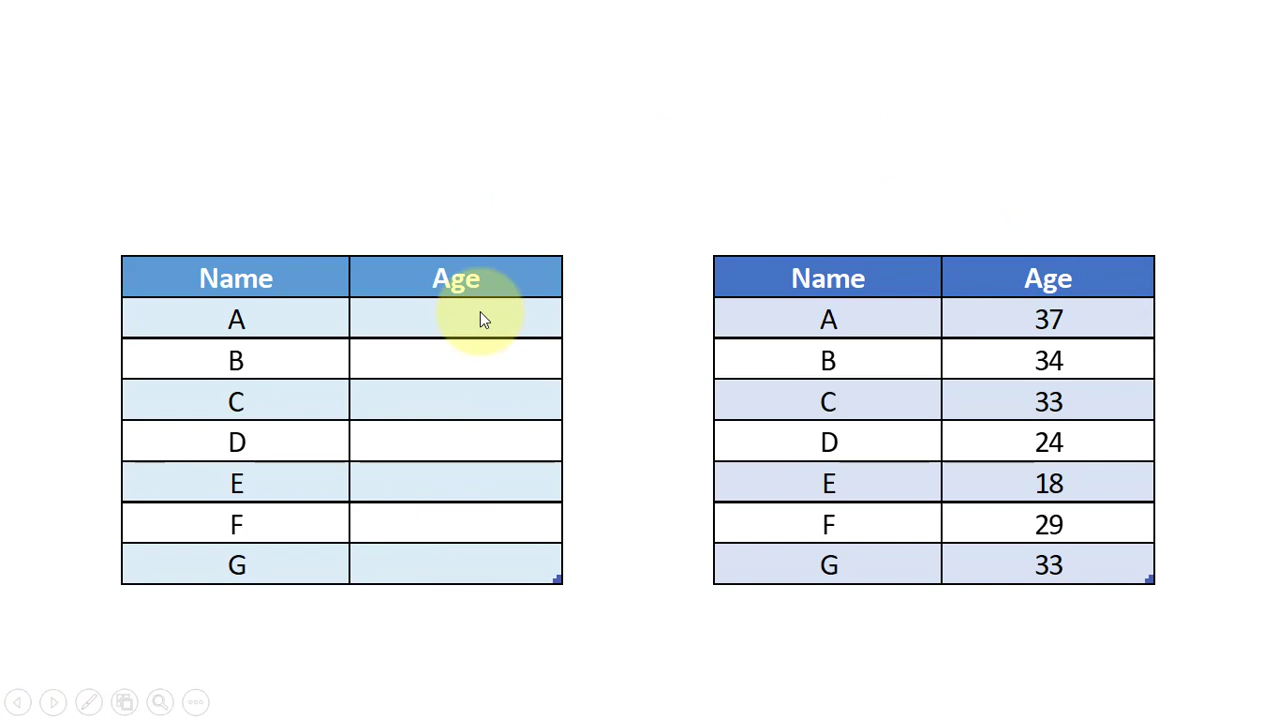 Name Age
A
B
C
D
E
F
G
Name Age
A 37
B 34
C 33
D 24
E 18
F 29
G 33